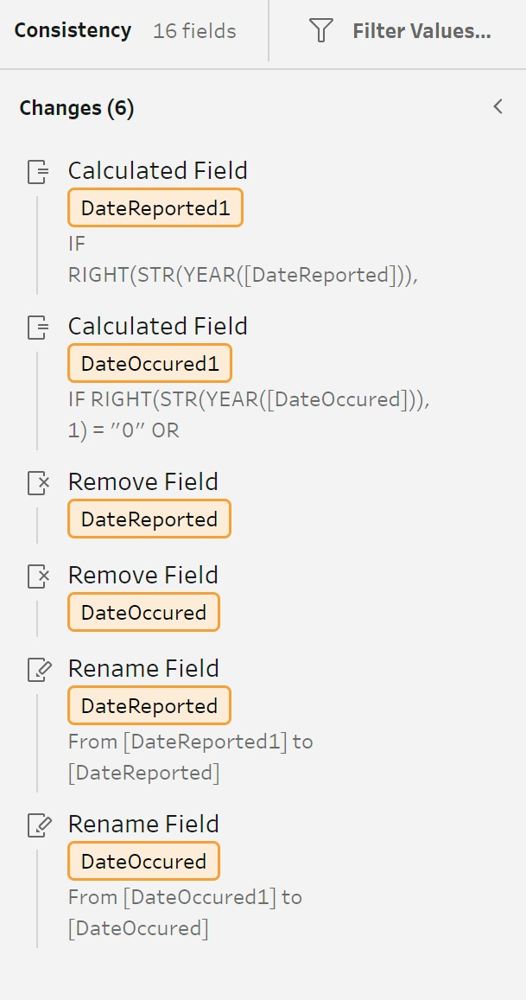 Consistency 16 fields Filter Values...
Changes (6)
Calculated Field
DateReported1
IF
RIGHT(STR(YEAR([DateReported])),
Calculated Field
DateOccured1
IF RIGHT(STR(YEAR([DateOccured])),
1) = "0" OR
Remove Field
DateReported
Remove Field
DateOccured
Rename Field
DateReported
From [DateReported1] to
[DateReported]
Rename Field
DateOccured
From [DateOccured1] to
[DateOccured]